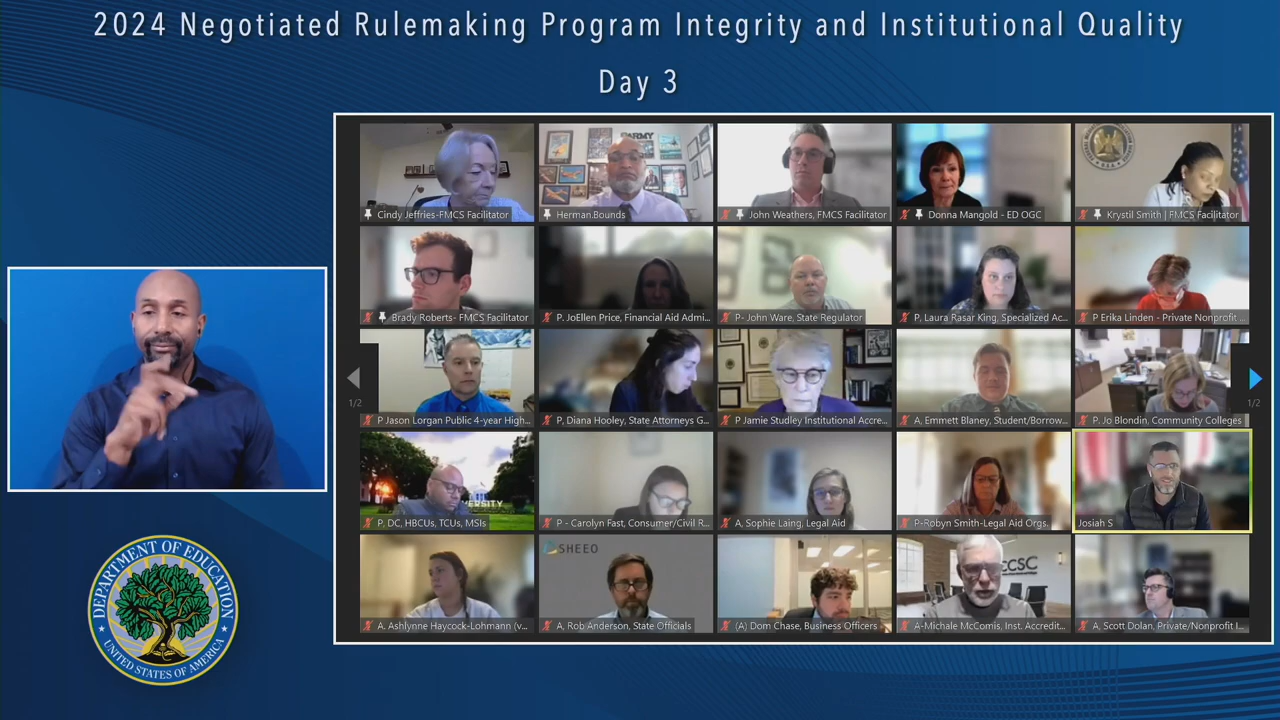 2024 Negotiated Rulemaking Program Integrity and Institutional Quality
Day 3
Cindy Jeffries-FMCS Facilitator
Herman.Bounds
John Weathers, FMCS Facilitator
Donna Mangold - ED OGC
Krystil Smith | FMCS Facilitator
Brady Roberts- FMCS Facilitator
P. JoEllen Price, Financial Aid Admi...
P- John Ware, State Regulator
P, Laura Rasar King, Specialized Ac...
P Erika Linden - Private Nonprofit ...
P Jason Lorgan Public 4-year High...
P, Diana Hooley, State Attorneys G...
P Jamie Studley Institutional Accre...
A, Emmett Blaney, Student/Borrow...
P. Jo Blondin, Community Colleges
1/2
1/2
P, DC, HBCUs, TCUs, MSIs
P - Carolyn Fast, Consumer/Civil R...
A, Sophie Laing, Legal Aid
P-Robyn Smith-Legal Aid Orgs.
Josiah S
SHEEO
CCSC
A. Ashlynne Haycock-Lohmann (v...
A, Rob Anderson, State Officials
(A) Dom Chase, Business Officers
A-Michale McComis, Inst. Accredit...
A, Scott Dolan, Private/Nonprofit I...
DEPARTMENT OF EDUCATION
UNITED STATES OF AMERICA